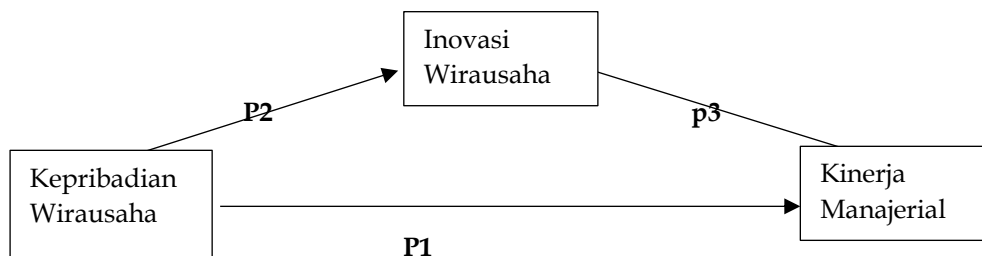 Inovasi
Wirausaha
P2
p3
Kepribadian
Wirausaha
Kinerja
Manajerial
P1